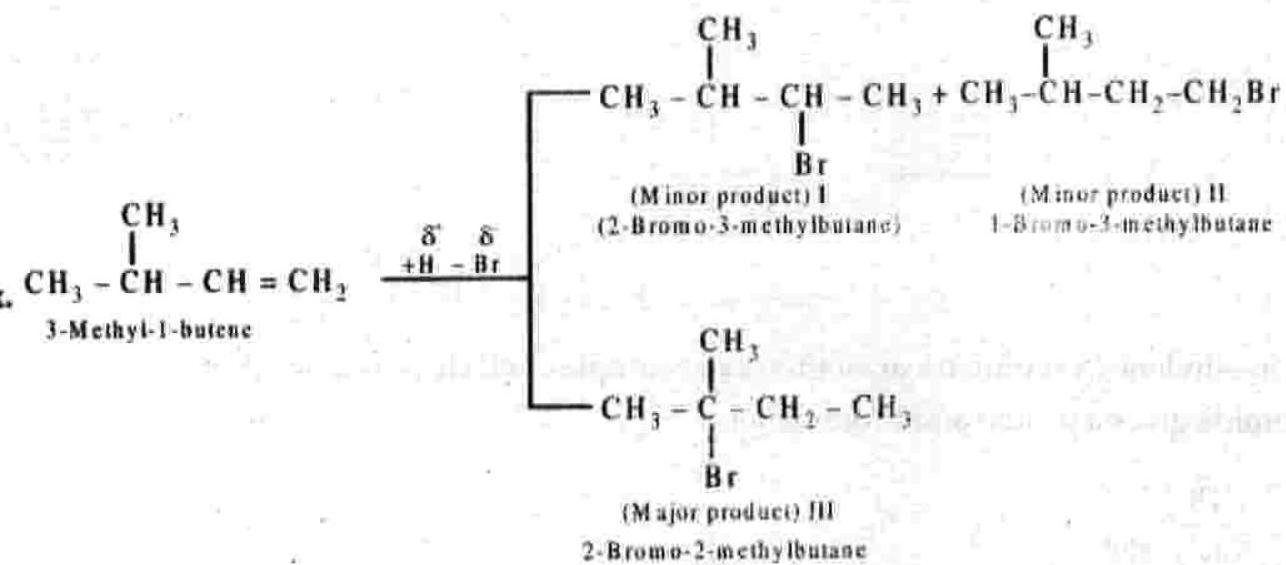 CH₃
CH₃ – CH – CH – CH₃ + CH₃-CH-CH₂-CH₂Br
Br
(Minor product) I
(2-Bromo-3-methylbutane)
CH₃
(Minor product) II
1-Bromo-3-methylbutane
CH₃
CH₃ – CH – CH = CH₂
3-Methyl-1-butene
δ⁺ δ
+H – Br
CH₃
CH₃ – C – CH₂ – CH₃
Br
(Major product) III
2-Bromo-2-methylbutane